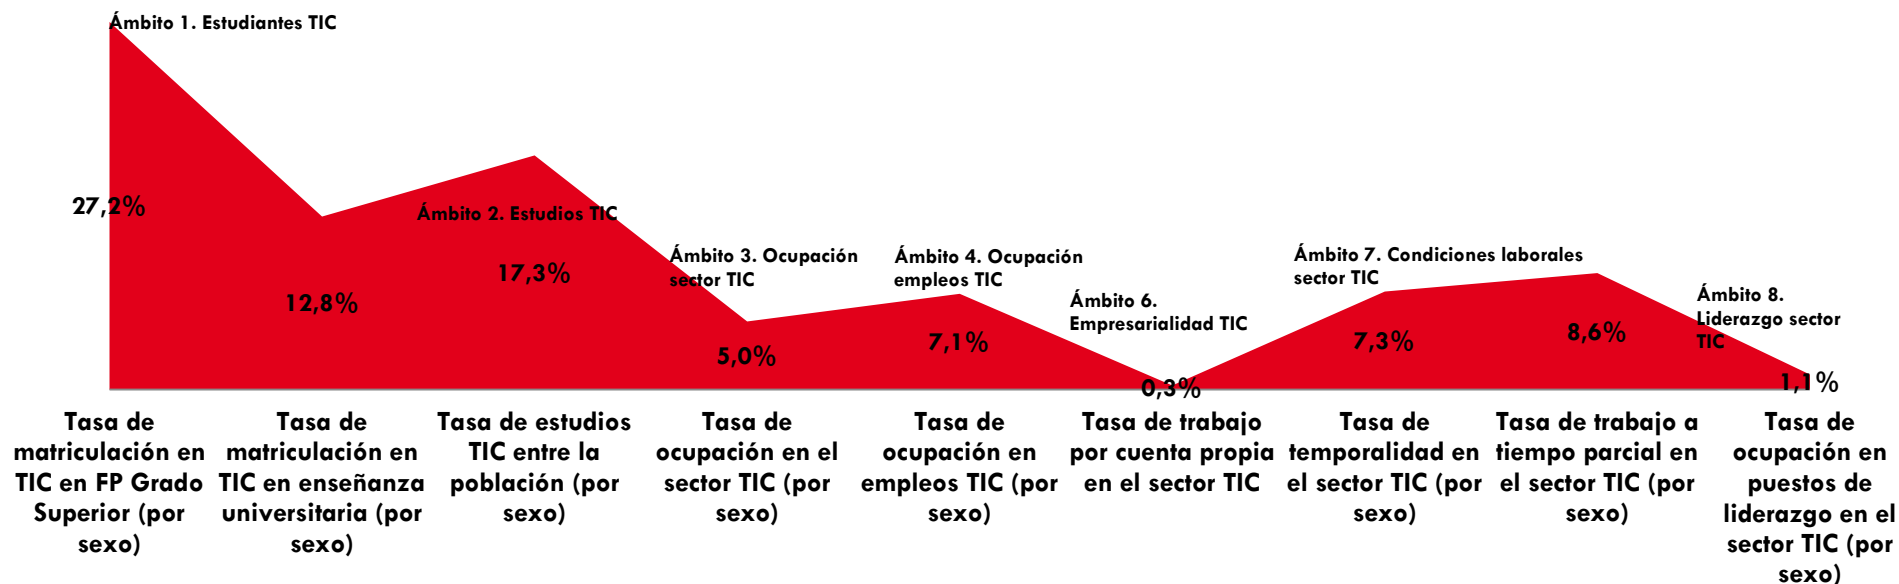 Ámbito 1. Estudiantes TIC
27,2%
12,8%
Ámbito 2. Estudios TIC
17,3%
Ámbito 3. Ocupación
sector TIC
5,0%
Ámbito 4. Ocupación
empleos TIC
7,1%
Ámbito 6.
Empresarialidad TIC
0,3%
Ámbito 7. Condiciones laborales
sector TIC
7,3%
8,6%
Ámbito 8.
Liderazgo sector
TIC
1,1%
Tasa de
matriculación en
TIC en FP Grado
Superior (por
sexo)
Tasa de
matriculación en
TIC en enseñanza
universitaria (por
sexo)
Tasa de estudios
TIC entre la
población (por
sexo)
Tasa de
ocupación en el
sector TIC (por
sexo)
Tasa de
ocupación en
empleos TIC (por
sexo)
Tasa de trabajo
por cuenta propia
en el sector TIC
Tasa de
temporalidad en
el sector TIC (por
sexo)
Tasa de trabajo a
tiempo parcial en
el sector TIC (por
sexo)
Tasa de
ocupación en
puestos de
liderazgo en el
sector TIC (por
sexo)